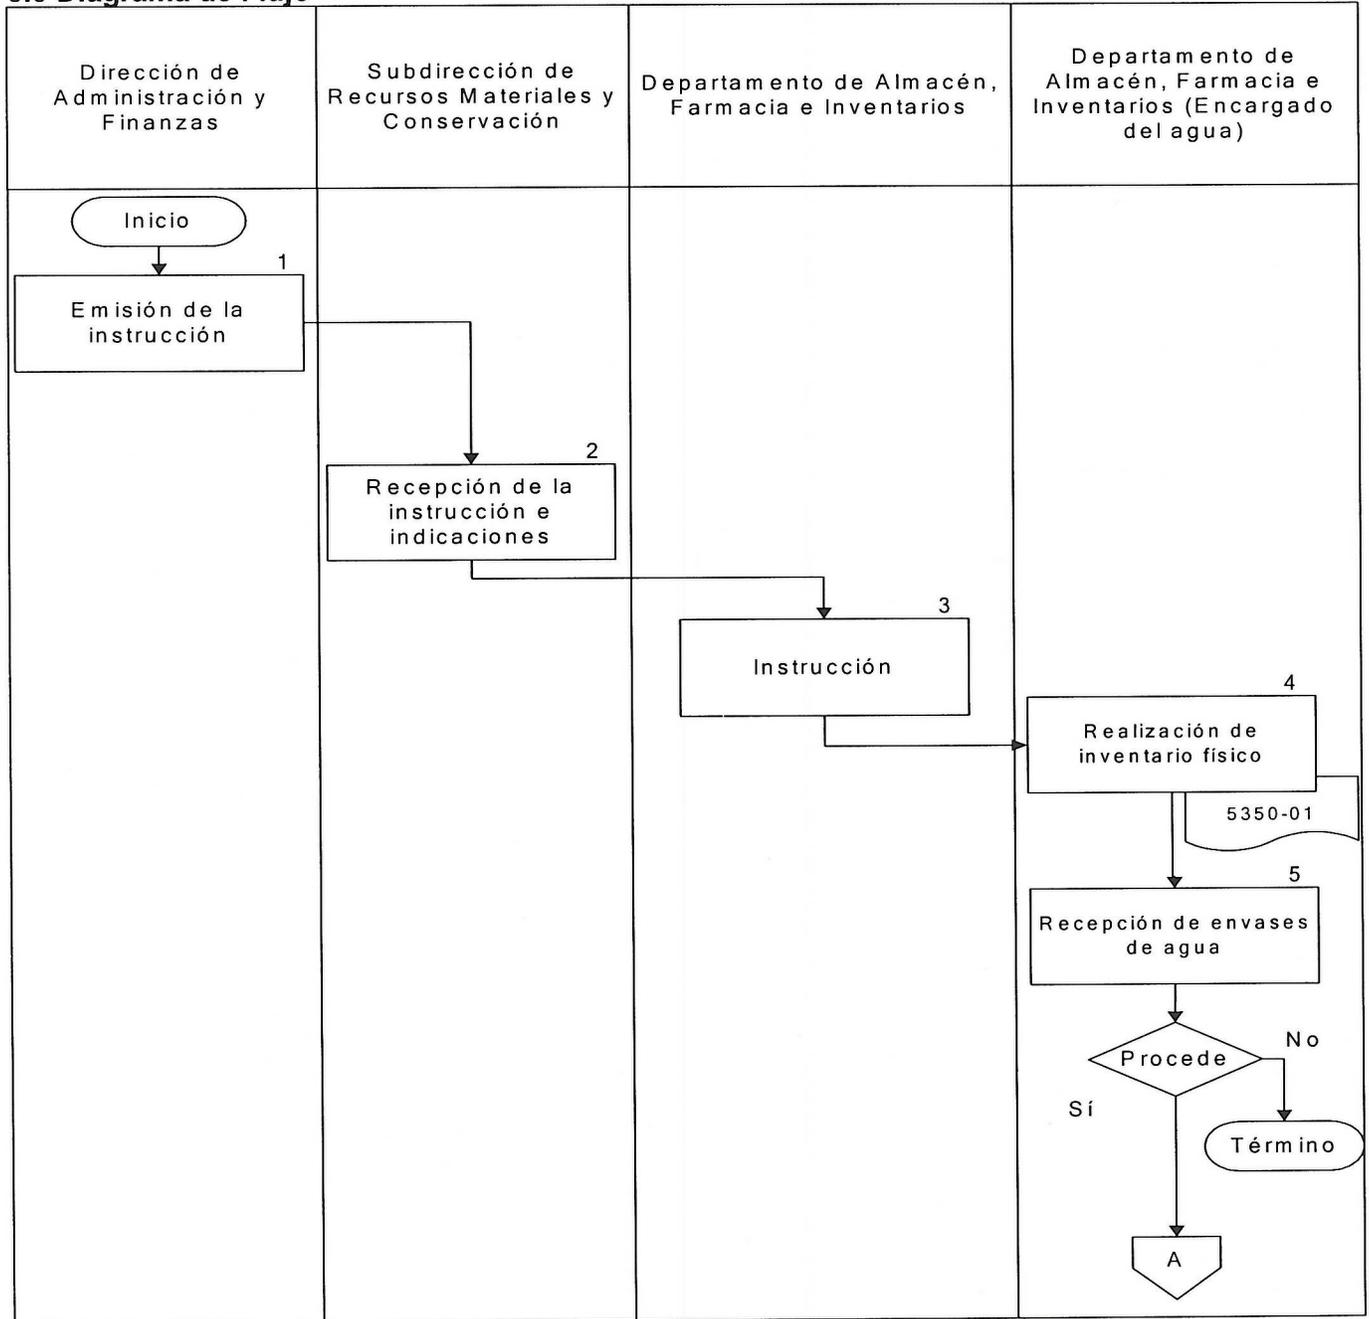 Dirección de
Administración y
Finanzas
Subdirección de
Recursos Materiales y
Conservación
Departamento de Almacén,
Farmacia e Inventarios
Departamento de
Almacén, Farmacia e
Inventarios (Encargado
del agua)
Inicio
1
Emisión de la
instrucción
2
Recepción de la
instrucción e
indicaciones
3
Instrucción
4
Realización de
inventario físico
5350-01
5
Recepción de envases
de agua
Procede
No
Sí
Término
A